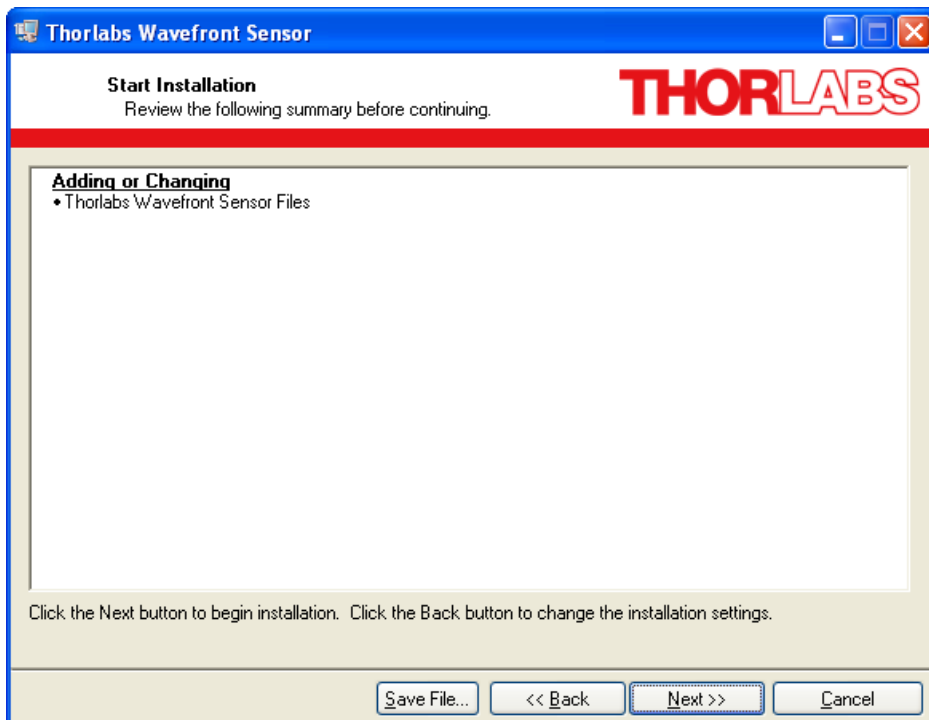 Thorlabs Wavefront Sensor
Start Installation
Review the following summary before continuing.
THORLABS
Adding or Changing
• Thorlabs Wavefront Sensor Files
Click the Next button to begin installation.  Click the Back button to change the installation settings.
Save File... << Back Next >> Cancel